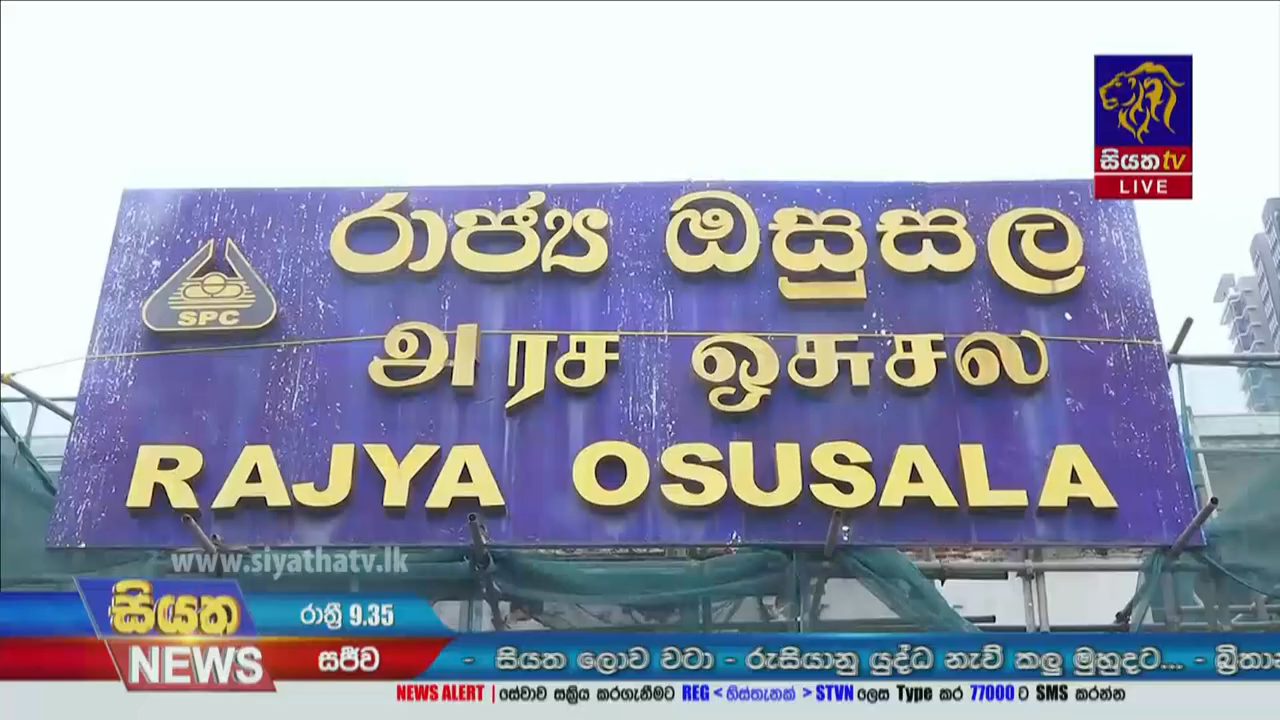 සියත tv
LIVE
රාජ්‍ය ඔසුසල
SPC
அரச ஒசுசல
RAJYA OSUSALA
www.siyathatv.lk
සියත
රාත්‍රී 9.35
NEWS
සජීව
- සියත ලොව වටා - රුසියානු යුද්ධ නැව් කලු මුහුදට... -
NEWS ALERT | සේවාව සක්‍රිය කරගැනීමට REG < හිස්තැනක් > STVN ලෙස Type කර 77000 ට SMS කරන්න